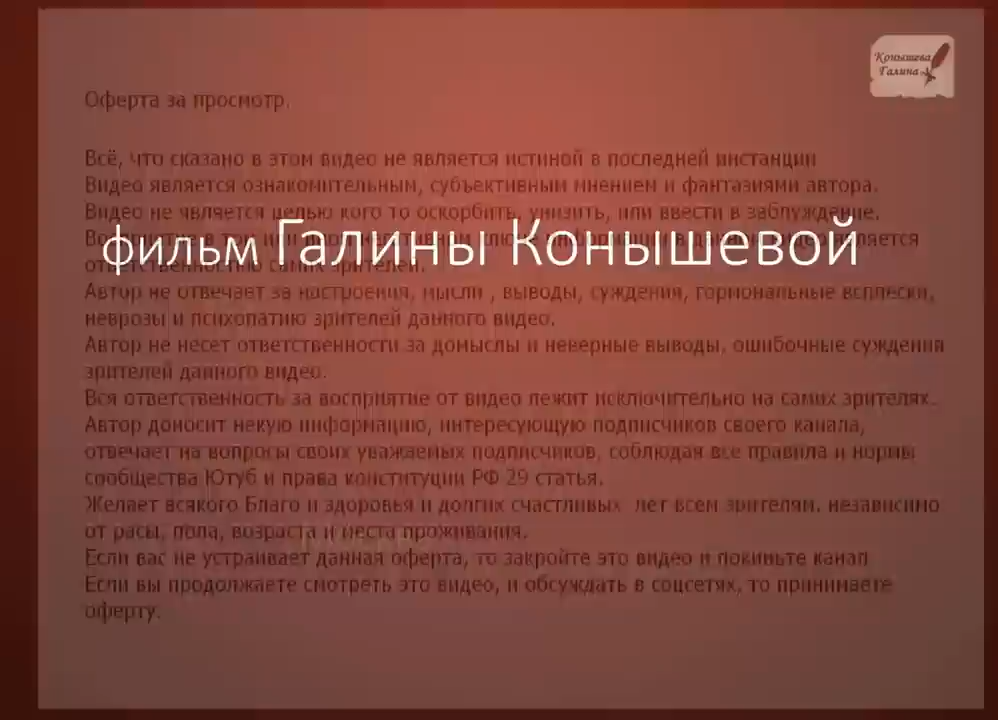 Конышева
Галина
Оферта за просмотр.
Всё, что сказано в этом видео не является истиной в последней инстанции
Видео является ознакомительным, субъективным мнением и фантазиями автора.
Видео не является целью кого то оскорбить, унизить, или ввести в заблуждение.
фильм Галины Конышевой
ответственностью самих зрителей.
Автор не отвечает за настроения, мысли , выводы, суждения, гормональные всплески,
неврозы и психопатию зрителей данного видео.
Автор не несет ответственности за домыслы и неверные выводы, ошибочные суждения
зрителей данного видео.
Вся ответственность за восприятие от видео лежит исключительно на самих зрителях.
Автор доносит некую информацию, интересующую подписчиков своего канала,
отвечает на вопросы своих уважаемых подписчиков, соблюдая все правила и нормы
сообщества Ютуб и права конституции РФ 29 статья.
Желает всякого Благо и здоровья и долгих счастливых лет всем зрителям, независимо
от расы, пола, возраста и места проживания.
Если вас не устраивает данная оферта, то закройте это видео и покиньте канал
Если вы продолжаете смотреть это видео, и обсуждать в соцсетях, то принимаете
оферту.